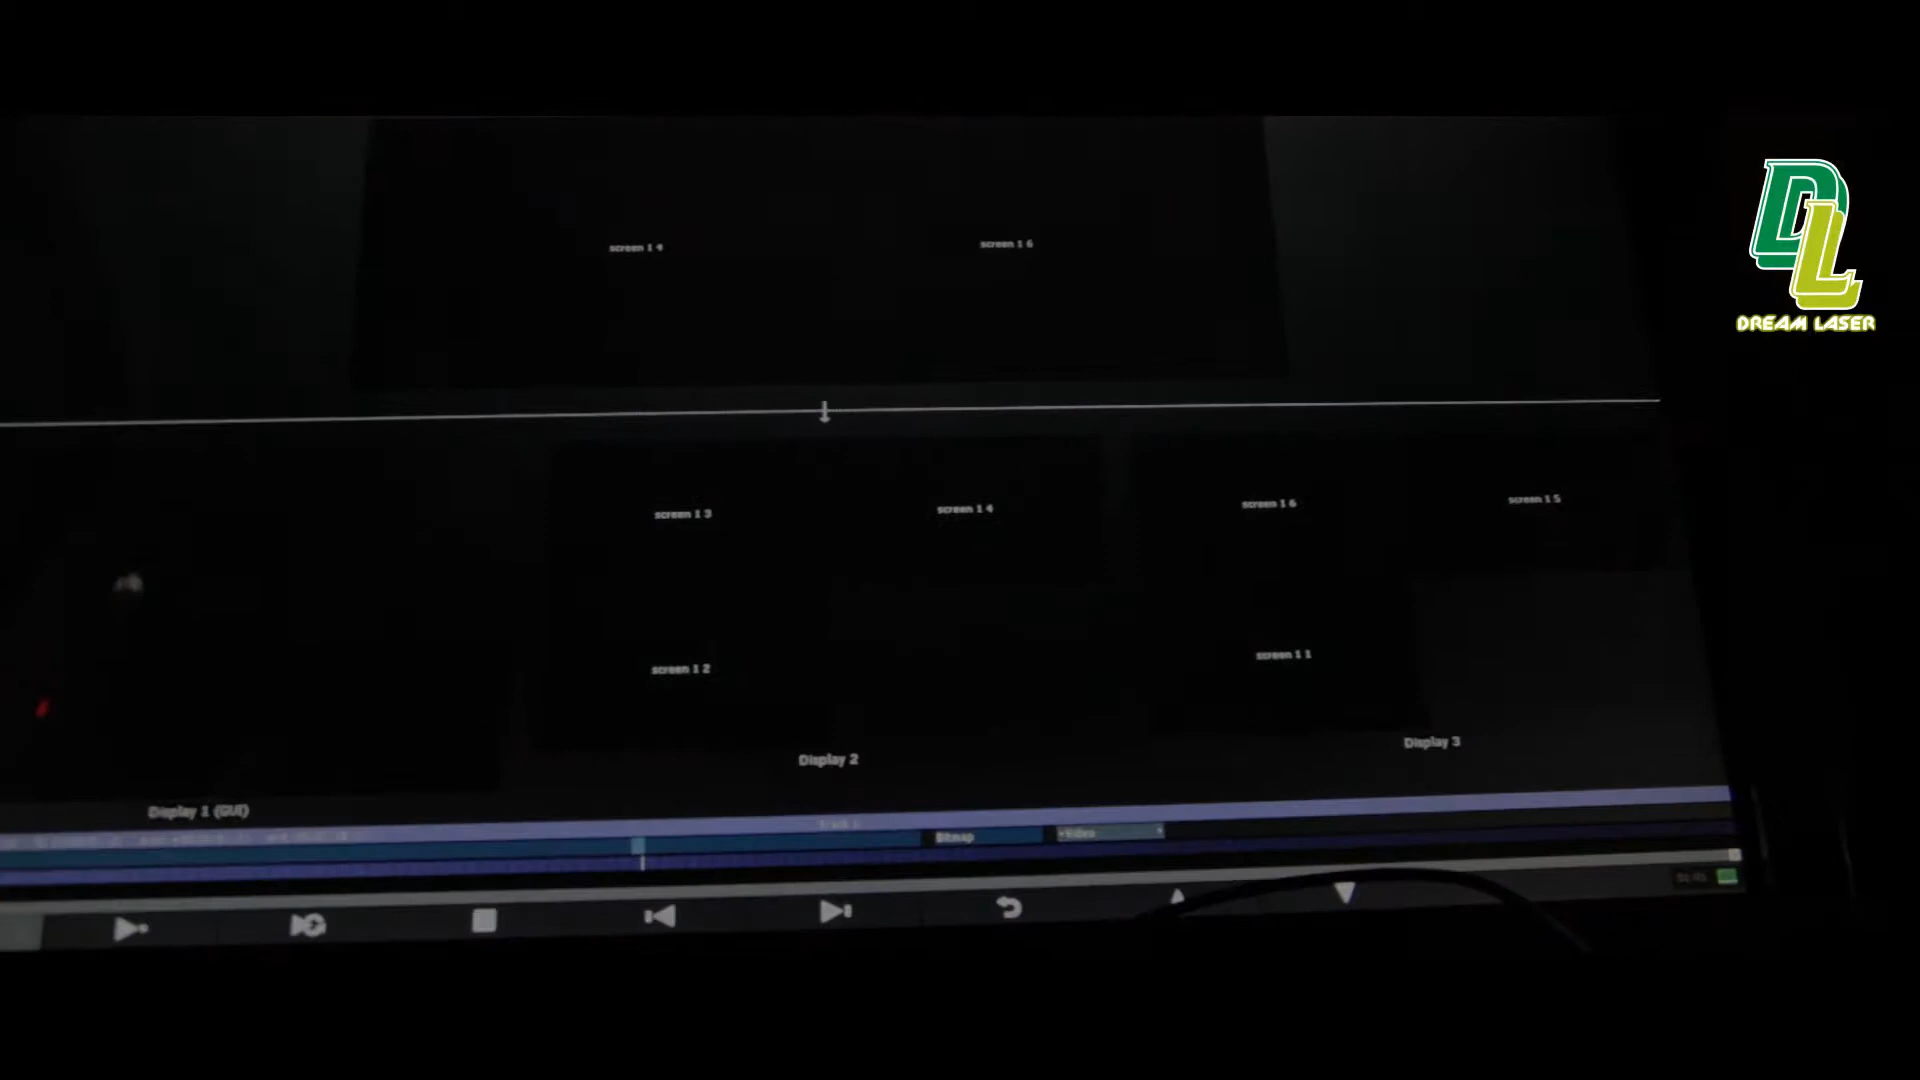 screen 1 4
screen 1 6
DL
DREAM LASER
screen 1 3
screen 1 4
screen 1 6
screen 1 5
screen 1 2
screen 1 1
Display 2
Display 3
Display 1 (GUI)
Bitmap
Video